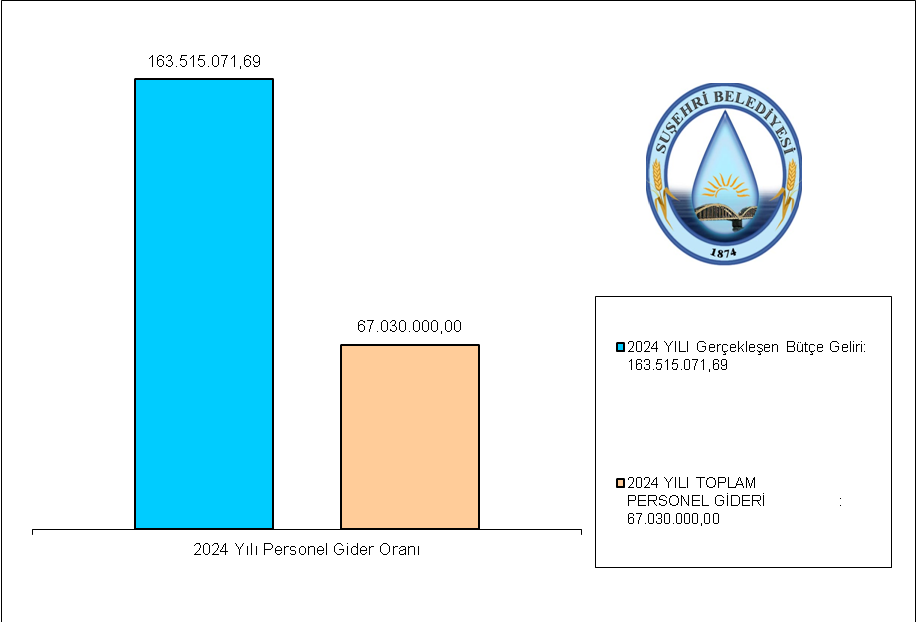 163.515.071,69
SUŞEHRİ BELEDİYESİ
1874
67.030.000,00
2024 YILI Gerçekleşen Bütçe Geliri:
163.515.071,69
2024 YILI TOPLAM
PERSONEL GİDERİ :
67.030.000,00
2024 Yılı Personel Gider Oranı